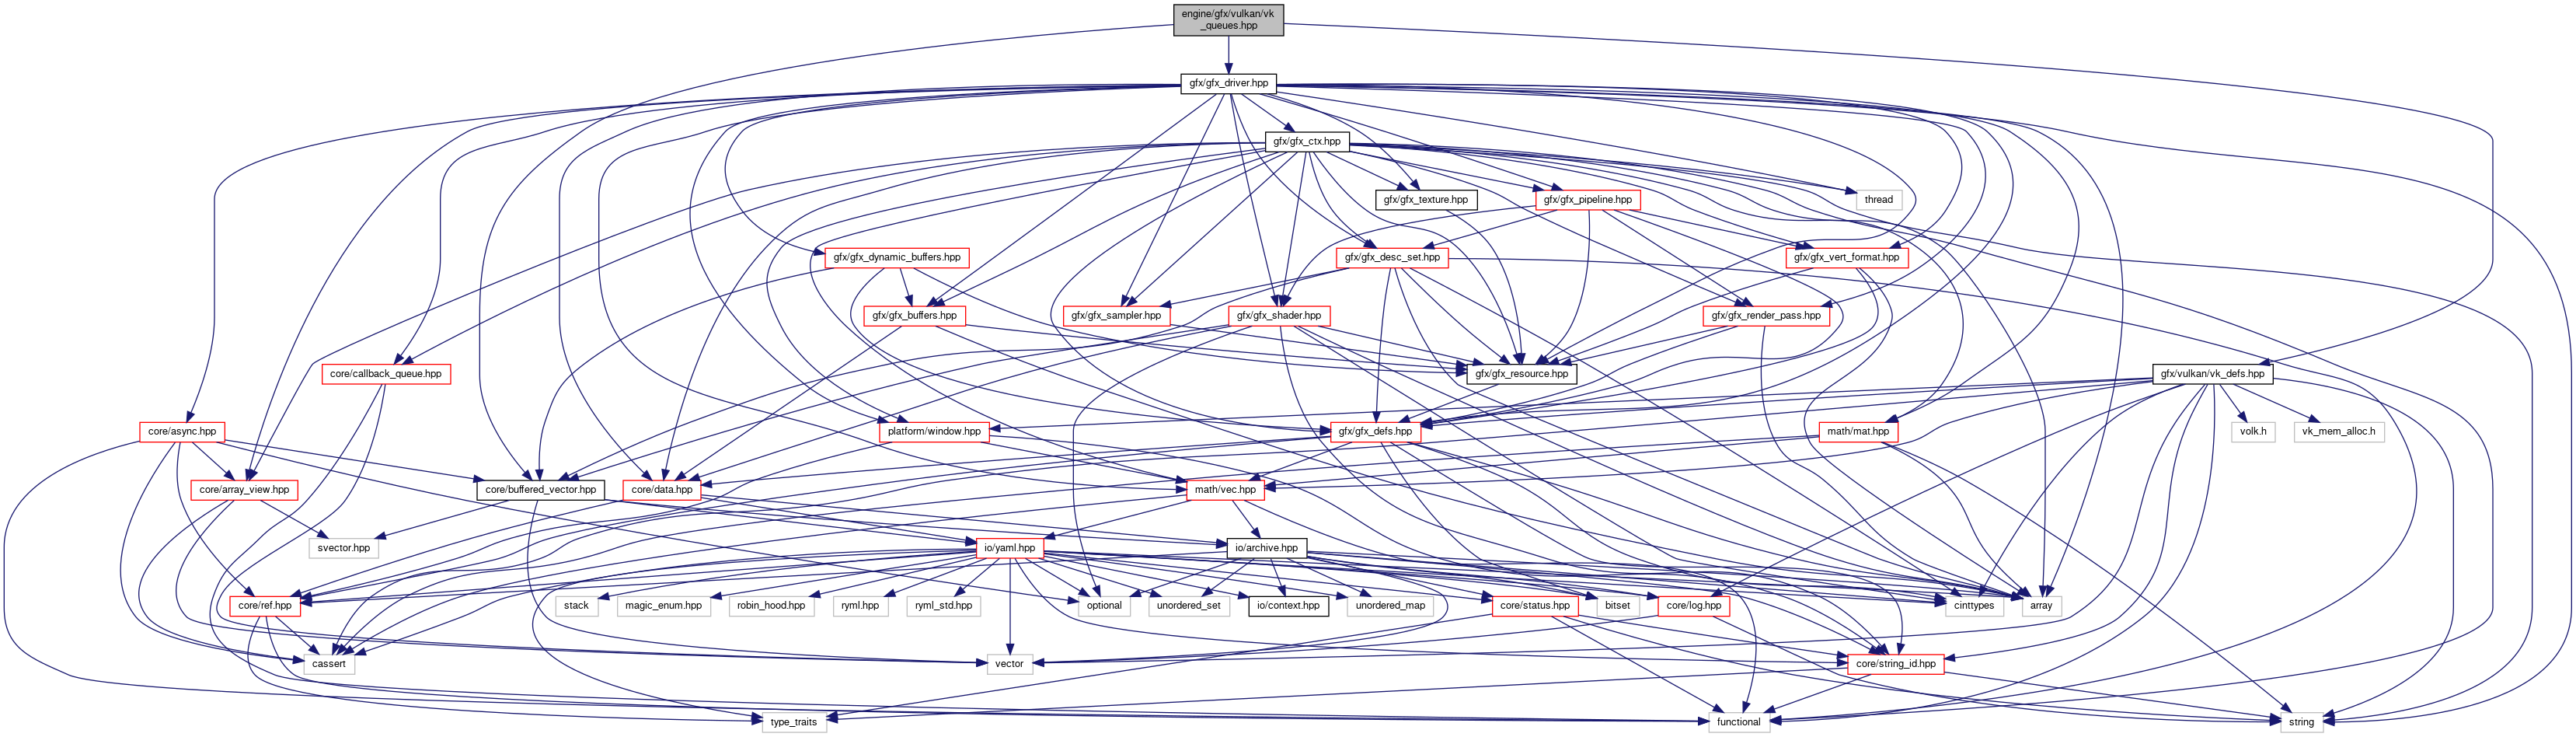 engine/gfx/vulkan/vk
_queues.hpp
gfx/gfx_driver.hpp
gfx/gfx_ctx.hpp
gfx/gfx_texture.hpp
gfx/gfx_pipeline.hpp
thread
gfx/gfx_dynamic_buffers.hpp
gfx/gfx_desc_set.hpp
gfx/gfx_vert_format.hpp
gfx/gfx_buffers.hpp
gfx/gfx_sampler.hpp
gfx/gfx_shader.hpp
gfx/gfx_render_pass.hpp
core/callback_queue.hpp
gfx/gfx_resource.hpp
gfx/vulkan/vk_defs.hpp
core/async.hpp
platform/window.hpp
gfx/gfx_defs.hpp
math/mat.hpp
volk.h
vk_mem_alloc.h
core/array_view.hpp
core/buffered_vector.hpp
core/data.hpp
math/vec.hpp
svector.hpp
io/yaml.hpp
io/archive.hpp
core/ref.hpp
stack
magic_enum.hpp
robin_hood.hpp
ryml.hpp
ryml_std.hpp
optional
unordered_set
io/context.hpp
unordered_map
core/status.hpp
bitset
core/log.hpp
cinttypes
array
cassert
vector
core/string_id.hpp
type_traits
functional
string